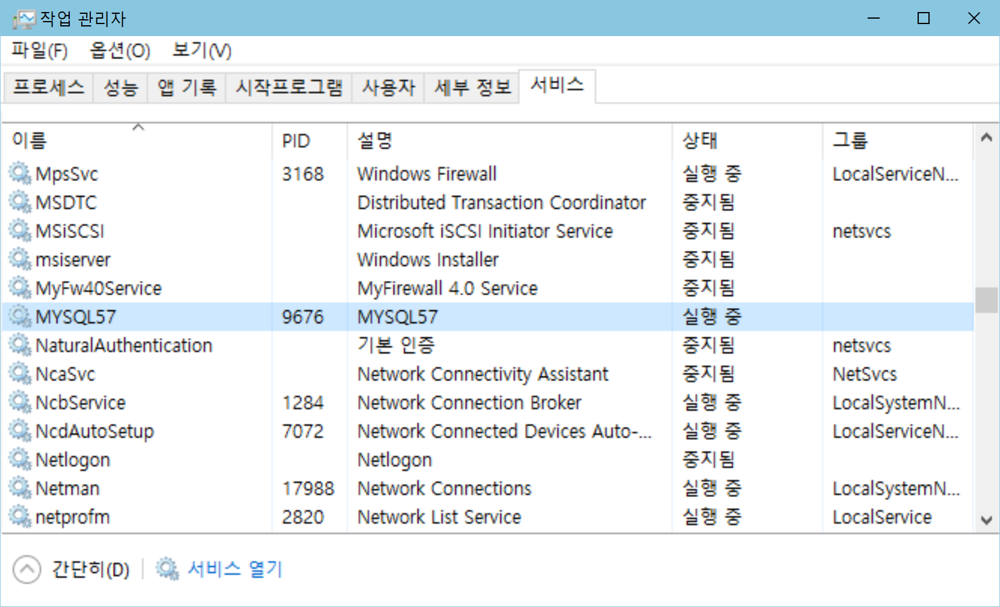 작업 관리자
파일(F) 옵션(O) 보기(V)
프로세스 성능 앱 기록 시작프로그램 사용자 세부 정보 서비스
이름 PID 설명 상태 그룹
MpsSvc 3168 Windows Firewall 실행 중 LocalServiceN...
MSDTC Distributed Transaction Coordinator 중지됨
MSiSCSI Microsoft iSCSI Initiator Service 중지됨 netsvcs
msiserver Windows Installer 중지됨
MyFw40Service MyFirewall 4.0 Service 중지됨
MYSQL57 9676 MYSQL57 실행 중
NaturalAuthentication 기본 인증 중지됨 netsvcs
NcaSvc Network Connectivity Assistant 중지됨 NetSvcs
NcbService 1284 Network Connection Broker 실행 중 LocalSystemN...
NcdAutoSetup 7072 Network Connected Devices Auto-... 실행 중 LocalServiceN...
Netlogon Netlogon 중지됨
Netman 17988 Network Connections 실행 중 LocalSystemN...
netprofm 2820 Network List Service 실행 중 LocalService
간단히(D) 서비스 열기